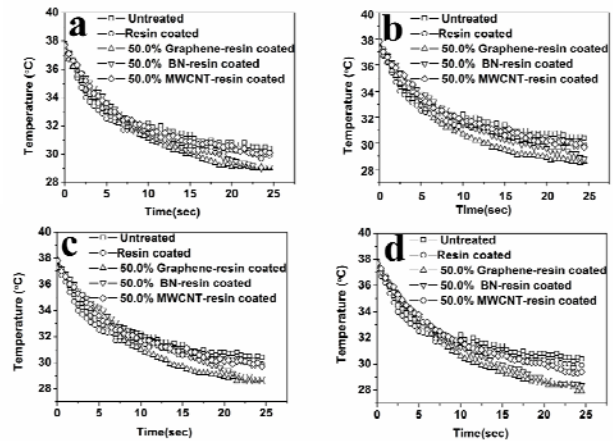 a
Untreated
Resin coated
50.0% Graphene-resin coated
50.0% BN-resin coated
50.0% MWCNT-resin coated
Temperature (°C)
40
38
36
34
32
30
28
0 5 10 15 20 25
Time(sec)
b
Untreated
Resin coated
50.0% Graphene-resin coated
50.0% BN-resin coated
50.0% MWCNT-resin coated
Temperature (°C)
40
38
36
34
32
30
28
0 5 10 15 20 25
Time(sec)
c
Untreated
Resin coated
50.0% Graphene-resin coated
50.0% BN-resin coated
50.0% MWCNT-resin coated
Temperature (°C)
40
38
36
34
32
30
28
0 5 10 15 20 25
Time(sec)
d
Untreated
Resin coated
50.0% Graphene-resin coated
50.0% BN-resin coated
50.0% MWCNT-resin coated
Temperature (°C)
40
38
36
34
32
30
28
0 5 10 15 20 25
Time(sec)